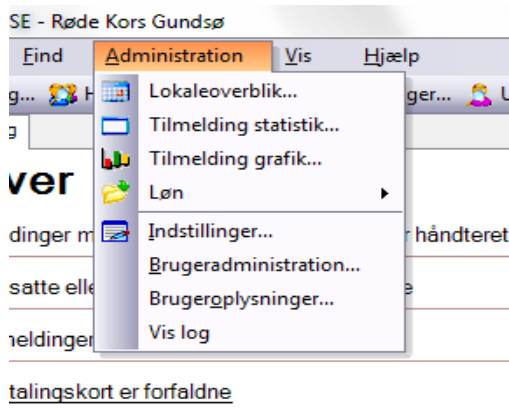 SE - Røde Kors Gundsø
Find Administration Vis Hjælp
g... ger...
Lokaleoverblik...
Tilmelding statistik...
Tilmelding grafik...
ver
Løn
dinger m håndteret
Indstillinger...
Brugeradministration...
satte elle e
Brugeroplysninger...
neldinger
Vis log
talingskort er forfaldne